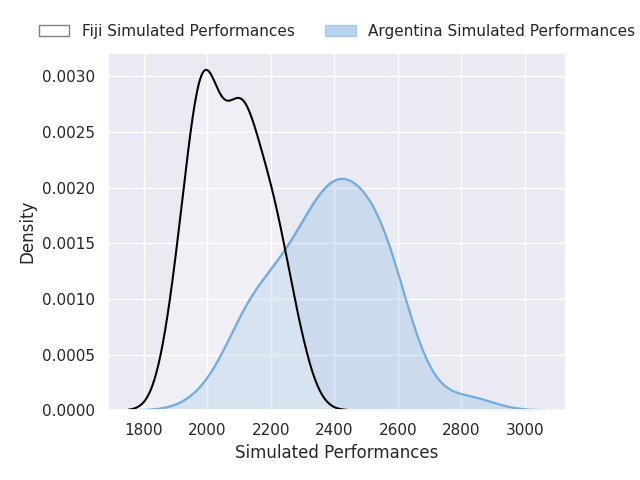 Fiji Simulated Performances
Argentina Simulated Performances
0.0030
0.0025
0.0020
0.0015
0.0010
0.0005
0.0000
Density
1800 2000 2200 2400 2600 2800 3000
Simulated Performances